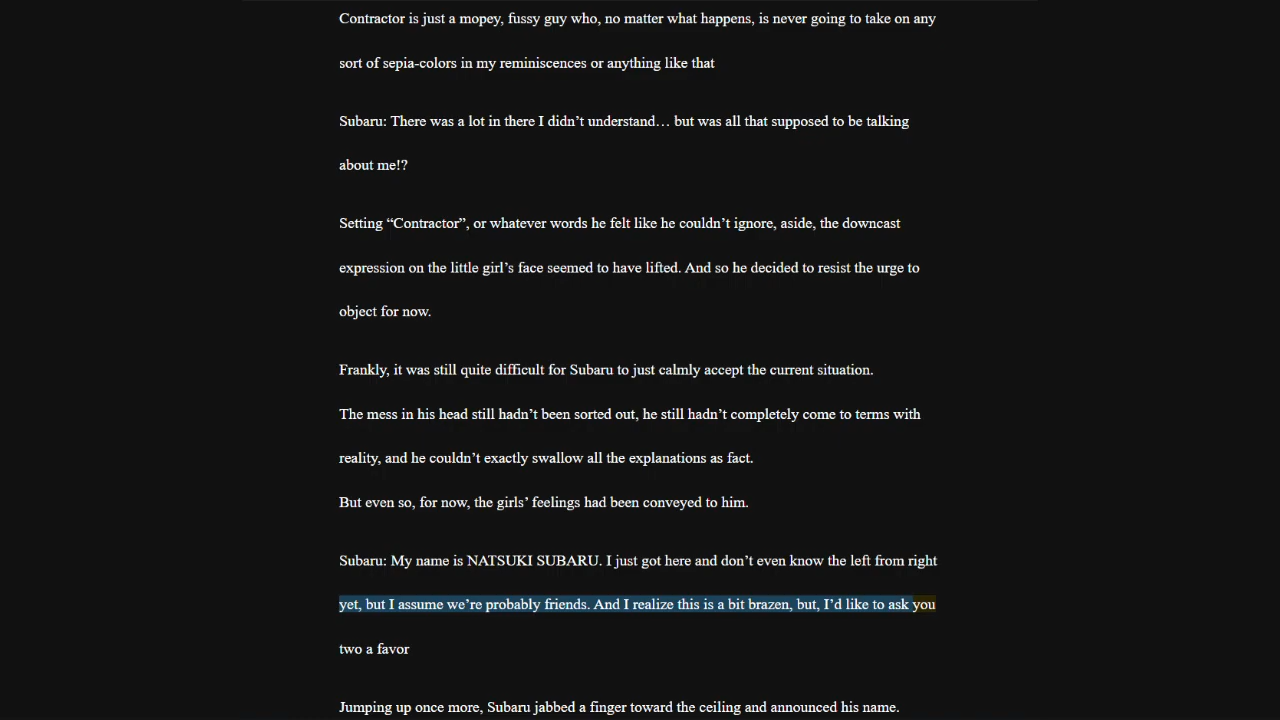 Contractor is just a mopey, fussy guy who, no matter what happens, is never going to take on any
sort of sepia-colors in my reminiscences or anything like that
Subaru: There was a lot in there I didn’t understand… but was all that supposed to be talking
about me!?
Setting “Contractor”, or whatever words he felt like he couldn’t ignore, aside, the downcast
expression on the little girl’s face seemed to have lifted. And so he decided to resist the urge to
object for now.
Frankly, it was still quite difficult for Subaru to just calmly accept the current situation.
The mess in his head still hadn’t been sorted out, he still hadn’t completely come to terms with
reality, and he couldn’t exactly swallow all the explanations as fact.
But even so, for now, the girls’ feelings had been conveyed to him.
Subaru: My name is NATSUKI SUBARU. I just got here and don’t even know the left from right
yet, but I assume we’re probably friends. And I realize this is a bit brazen, but, I’d like to ask you
two a favor
Jumping up once more, Subaru jabbed a finger toward the ceiling and announced his name.